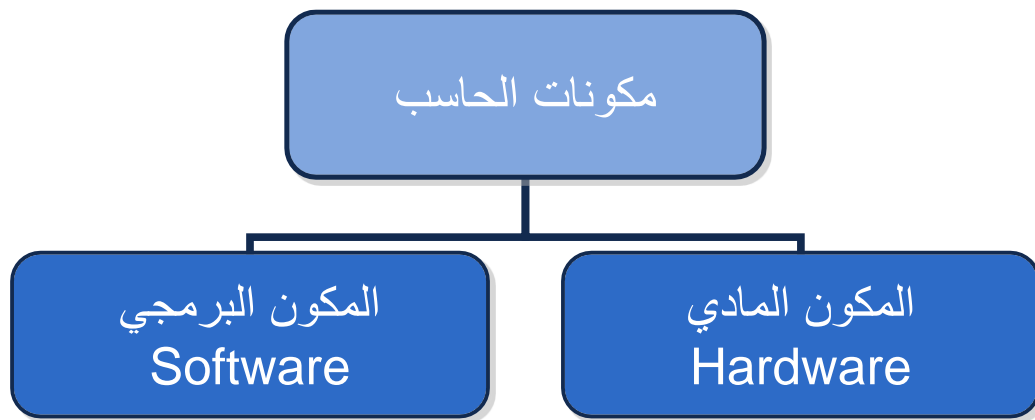 مكونات الحاسب
المكون المادي
Hardware
المكون البرمجي
Software